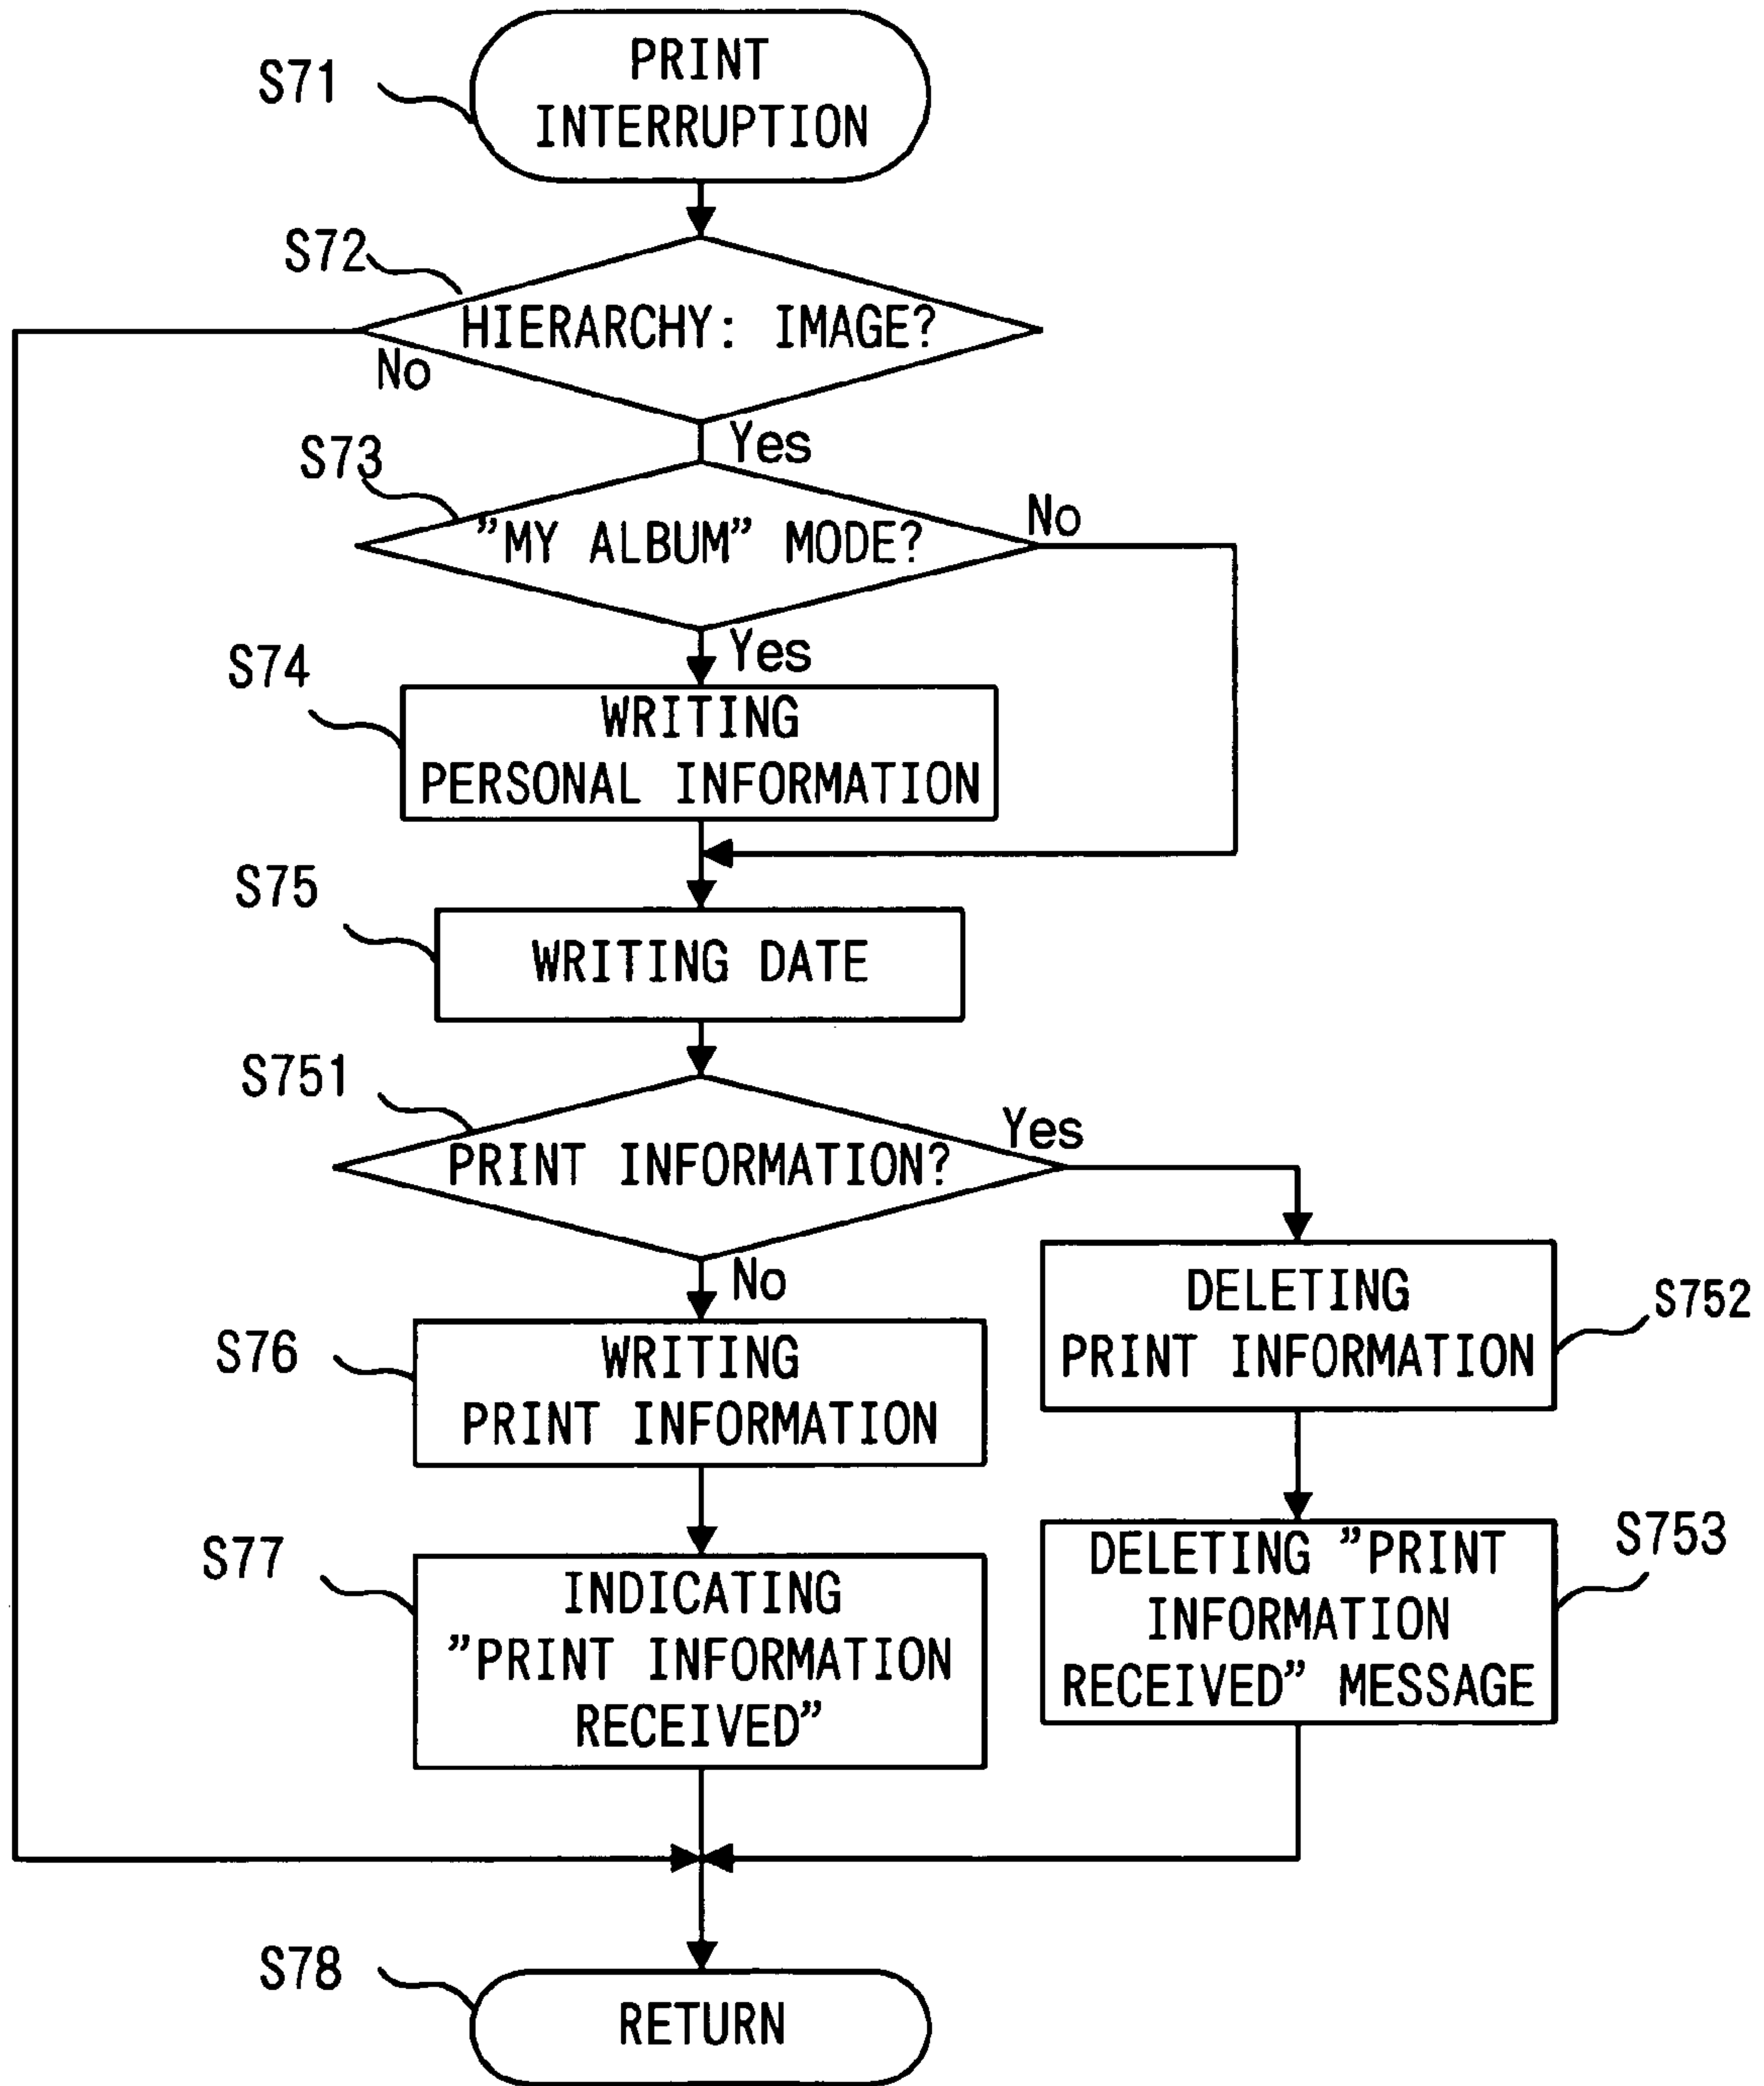 S71
PRINT
INTERRUPTION
S72
HIERARCHY: IMAGE?
No
Yes
S73
”MY ALBUM” MODE?
No
Yes
S74
WRITING
PERSONAL INFORMATION
S75
WRITING DATE
S751
PRINT INFORMATION?
Yes
No
S76
WRITING
PRINT INFORMATION
DELETING
PRINT INFORMATION
S752
S77
INDICATING
”PRINT INFORMATION
RECEIVED”
DELETING ”PRINT
INFORMATION
RECEIVED” MESSAGE
S753
S78
RETURN